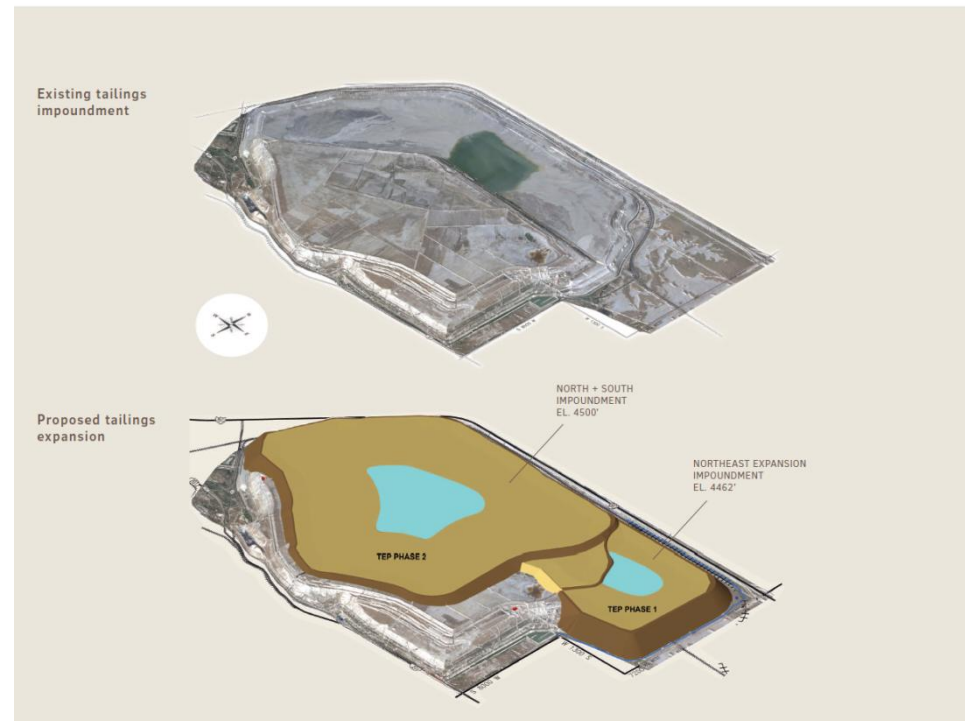 Existing tailings
impoundment
S 8000 W
Proposed tailings
expansion
NORTH + SOUTH
IMPOUNDMENT
EL. 4500'
NORTHEAST EXPANSION
IMPOUNDMENT
EL. 4462'
TEP PHASE 2
TEP PHASE 1